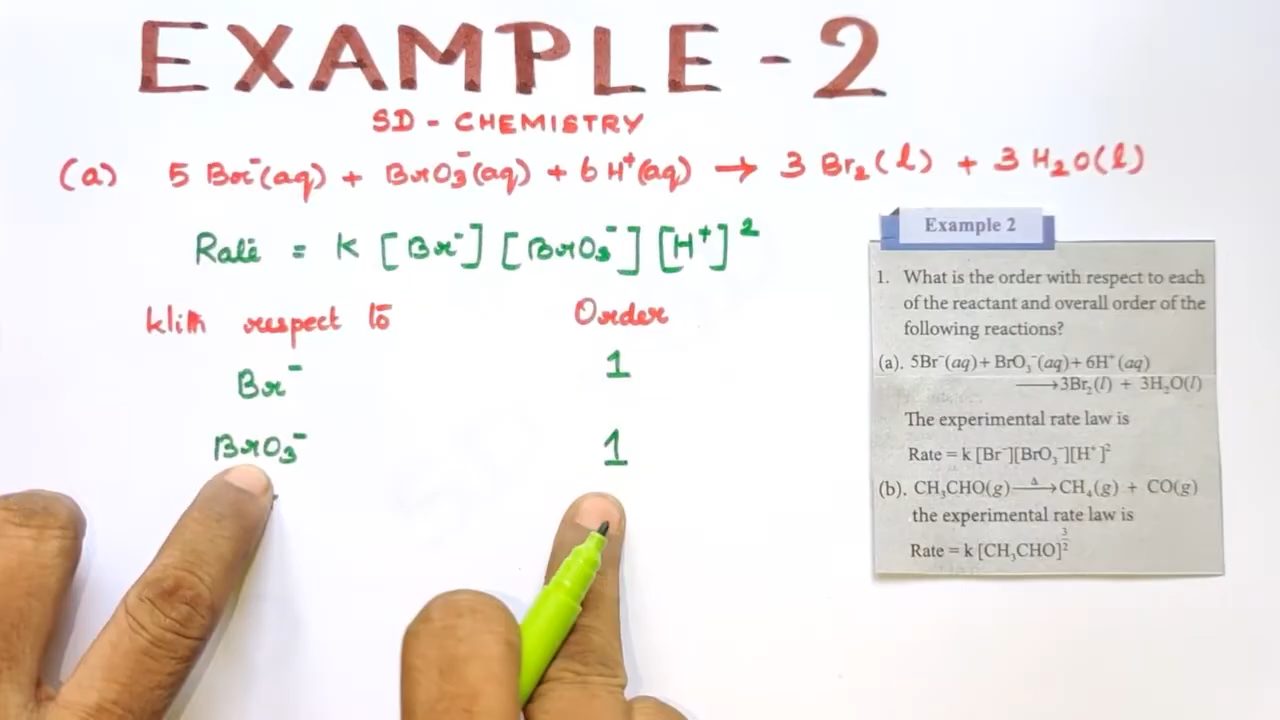 EXAMPLE - 2
SD - CHEMISTRY
(a) 5 Br⁻(aq) + BrO₃⁻(aq) + 6 H⁺(aq) → 3 Br₂(l) + 3 H₂O(l)
Rate = k [Br⁻] [BrO₃⁻] [H⁺]²
With respect to Order
Br⁻ 1
BrO₃⁻ 1
Example 2
1. What is the order with respect to each
of the reactant and overall order of the
following reactions?
(a). 5Br⁻(aq) + BrO₃⁻(aq) + 6H⁺(aq)
⟶ 3Br₂(l) + 3H₂O(l)
The experimental rate law is
Rate = k [Br⁻][BrO₃⁻][H⁺]²
(b). CH₃CHO(g) —Δ→ CH₄(g) + CO(g)
the experimental rate law is
Rate = k [CH₃CHO]^(3/2)